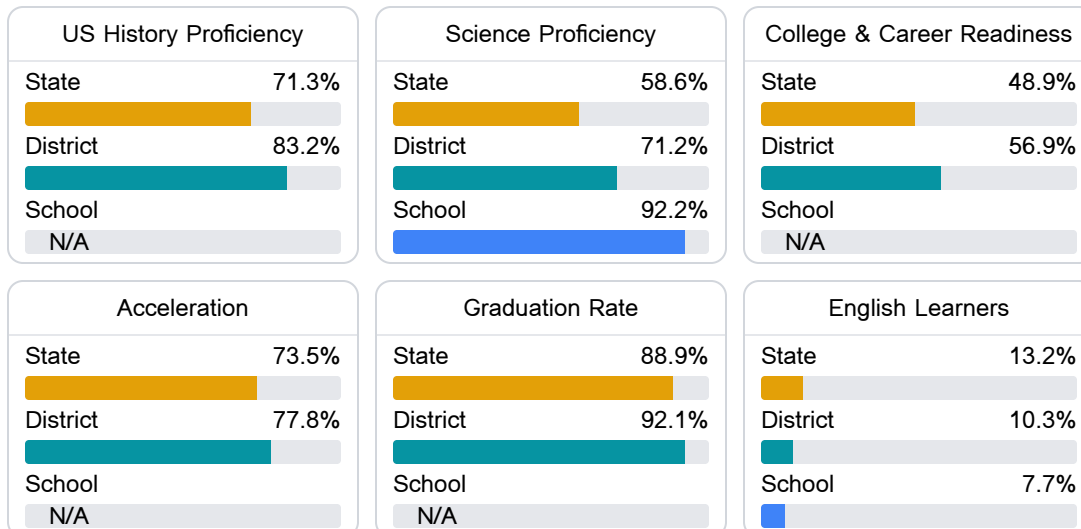 US History Proficiency
State 71.3%
District 83.2%
School
N/A
Science Proficiency
State 58.6%
District 71.2%
School 92.2%
College & Career Readiness
State 48.9%
District 56.9%
School
N/A
Acceleration
State 73.5%
District 77.8%
School
N/A
Graduation Rate
State 88.9%
District 92.1%
School
N/A
English Learners
State 13.2%
District 10.3%
School 7.7%